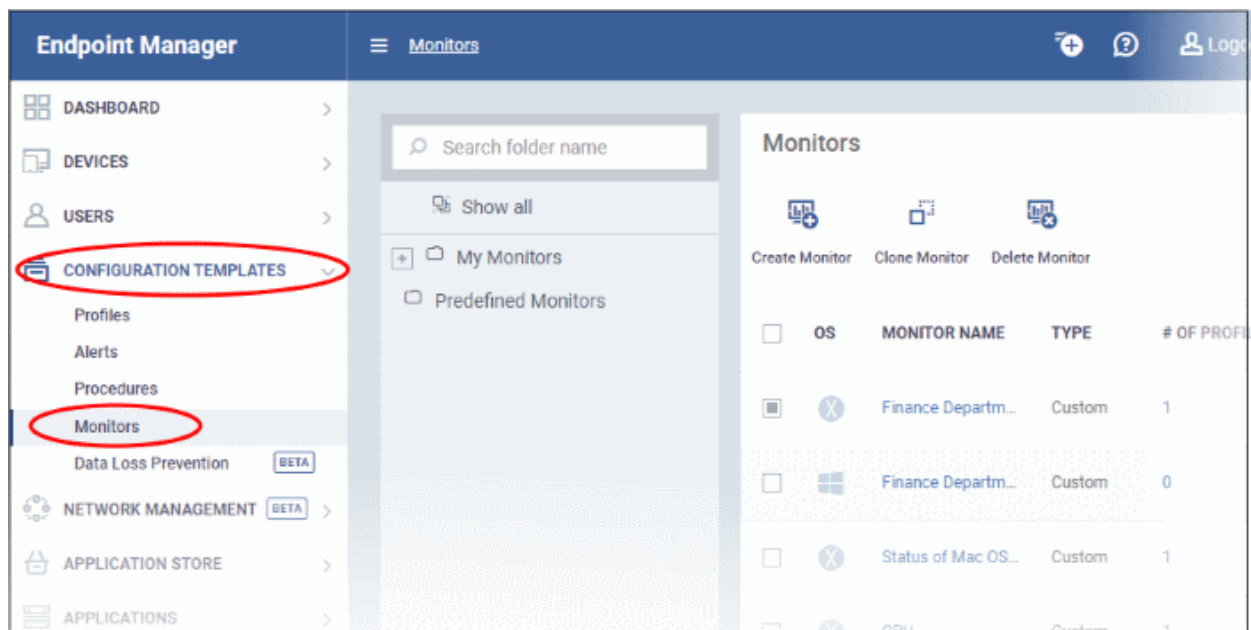 Endpoint Manager
Monitors
Logo
DASHBOARD
DEVICES
USERS
CONFIGURATION TEMPLATES
Profiles
Alerts
Procedures
Monitors
Data Loss Prevention BETA
NETWORK MANAGEMENT BETA
APPLICATION STORE
APPLICATIONS
Search folder name
Show all
My Monitors
Predefined Monitors
Monitors
Create Monitor Clone Monitor Delete Monitor
OS MONITOR NAME TYPE # OF PROFI
Finance Departm... Custom 1
Finance Departm... Custom 0
Status of Mac OS... Custom 1
CPU Custom 1